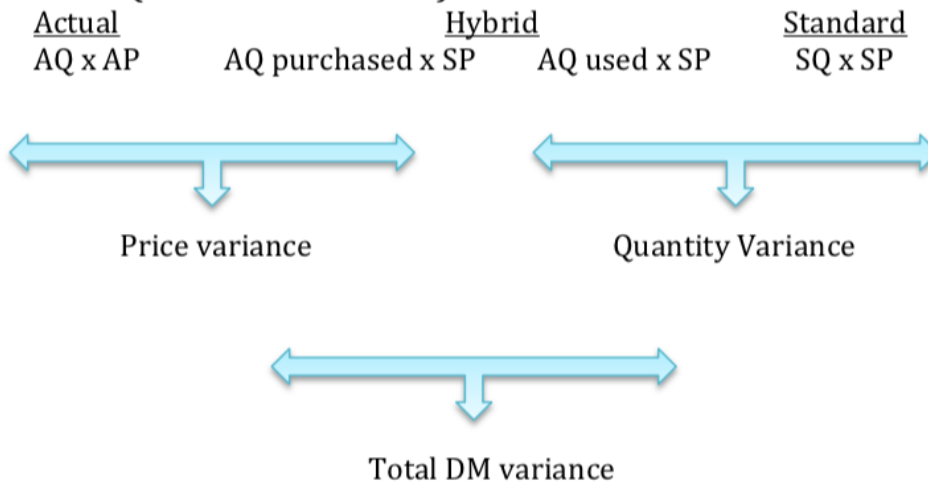 Actual Hybrid Standard
AQ x AP AQ purchased x SP AQ used x SP SQ x SP
Price variance Quantity Variance
Total DM variance